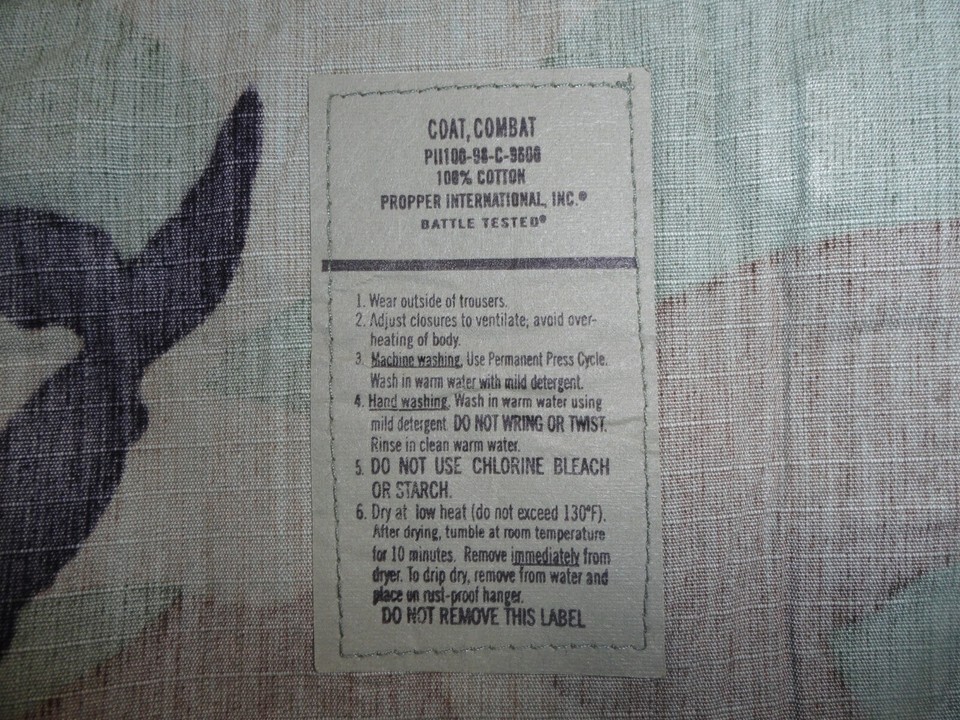 COAT, COMBAT
PII100-98-C-9600
100% COTTON
PROPPER INTERNATIONAL, INC.®
BATTLE TESTED®
1. Wear outside of trousers.
2. Adjust closures to ventilate; avoid over-
heating of body.
3. Machine washing. Use Permanent Press Cycle.
Wash in warm water with mild detergent.
4. Hand washing. Wash in warm water using
mild detergent. DO NOT WRING OR TWIST.
Rinse in clean warm water.
5. DO NOT USE CHLORINE BLEACH
OR STARCH.
6. Dry at low heat (do not exceed 130°F).
After drying, tumble at room temperature
for 10 minutes. Remove immediately from
dryer. To drip dry, remove from water and
place on rust-proof hanger.
DO NOT REMOVE THIS LABEL